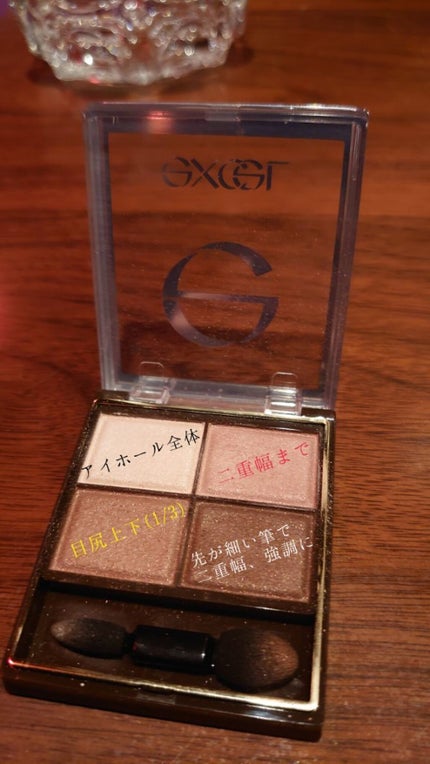 excel
アイホール全体
二重幅まで
目尻上下(1/3)
先が細い筆で
二重幅、強調に